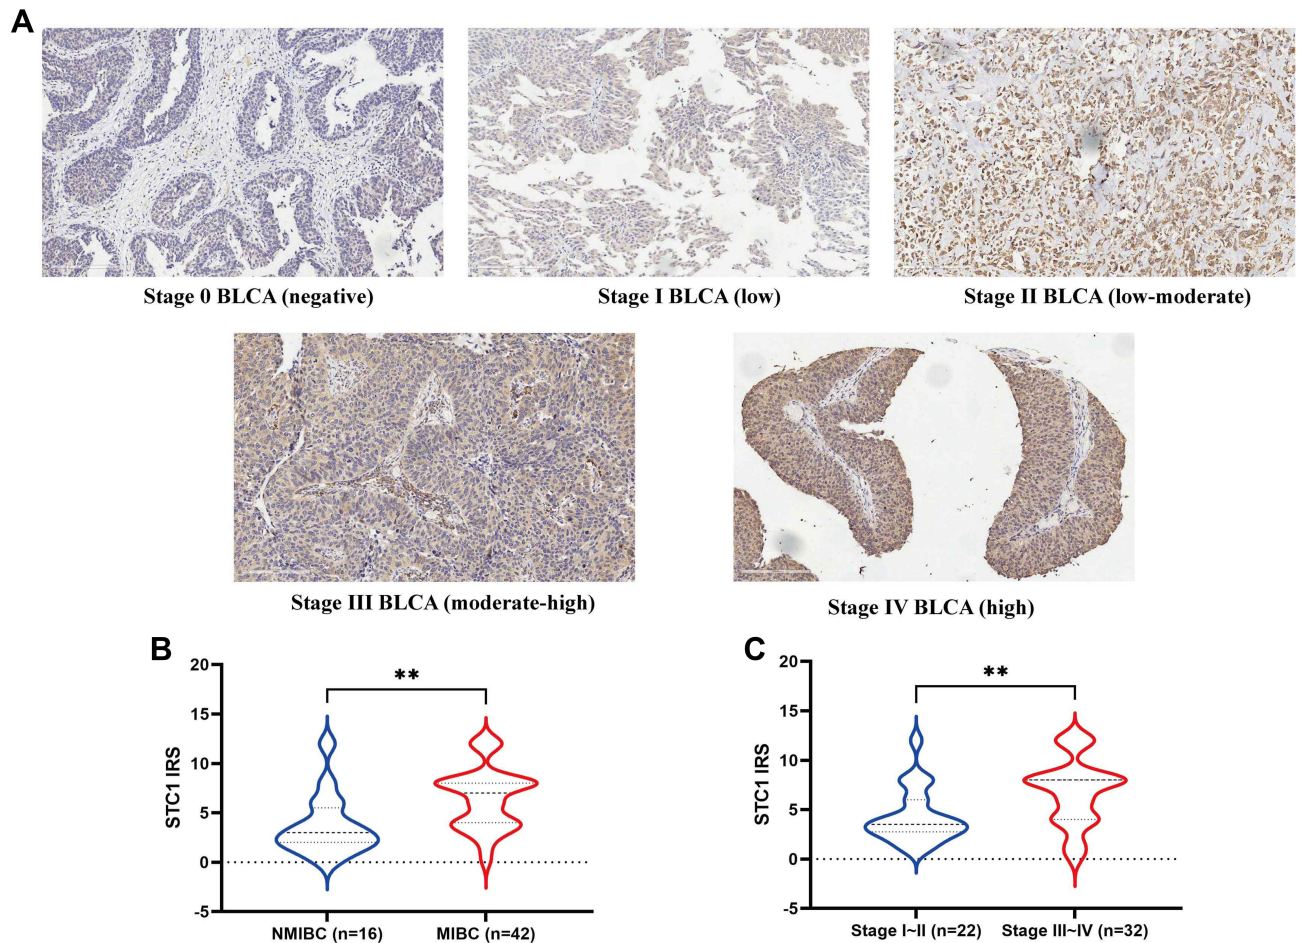 A
Stage 0 BLCA (negative)
Stage I BLCA (low)
Stage II BLCA (low-moderate)
Stage III BLCA (moderate-high)
Stage IV BLCA (high)
B
20
15
10
5
0
-5
STC1 IRS
**
NMIBC (n=16)
MIBC (n=42)
C
20
15
10
5
0
-5
STC1 IRS
**
Stage I~II (n=22)
Stage III~IV (n=32)